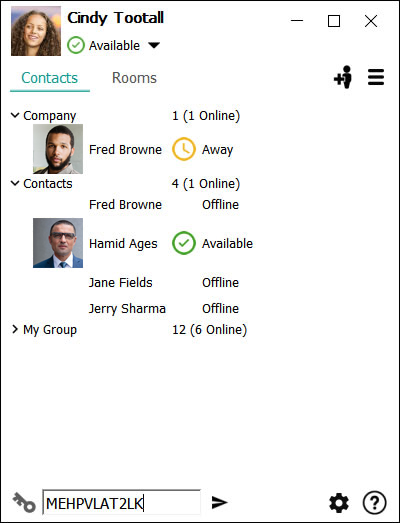 Cindy Tootall
Available
Contacts Rooms
Company 1 (1 Online)
Fred Browne Away
Contacts 4 (1 Online)
Fred Browne Offline
Hamid Ages Available
Jane Fields Offline
Jerry Sharma Offline
My Group 12 (6 Online)
MEHPVLAT2LK